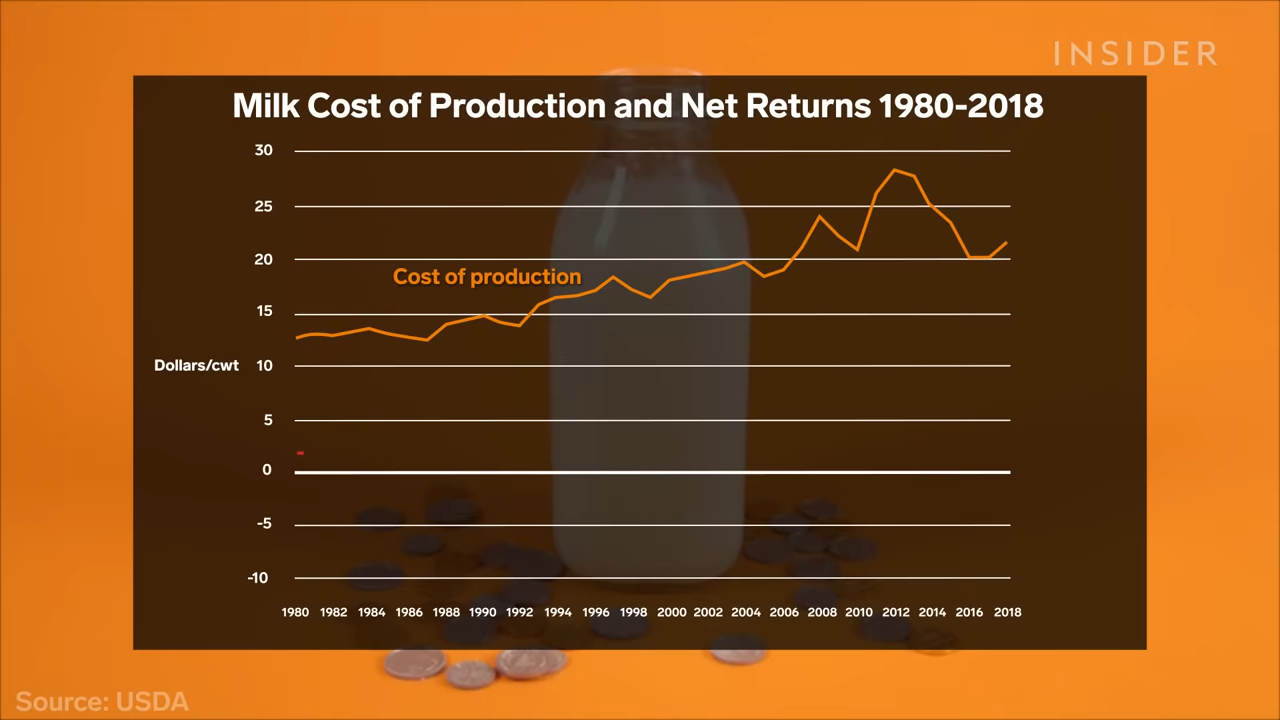 INSIDER
Milk Cost of Production and Net Returns 1980-2018
30
25
20
Cost of production
15
Dollars/cwt 10
5
0
-5
-10
1980 1982 1984 1986 1988 1990 1992 1994 1996 1998 2000 2002 2004 2006 2008 2010 2012 2014 2016 2018
Source: USDA